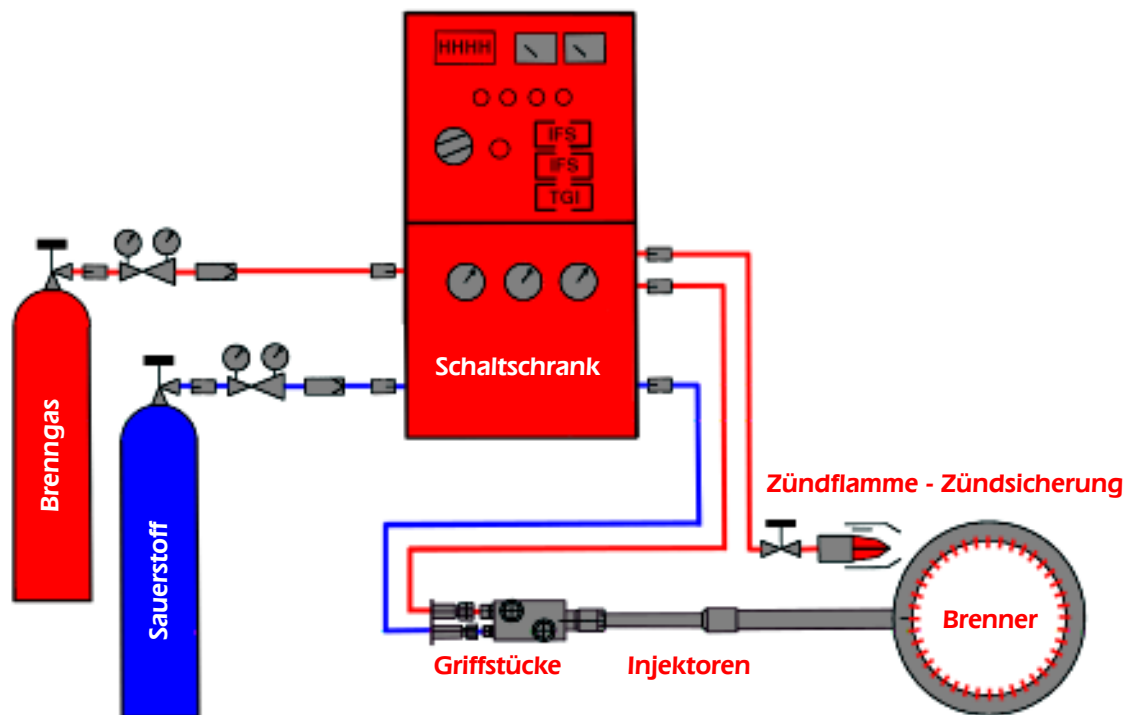 HHHH
IFS
IFS
TGI
Schaltschrank
Brenngas
Sauerstoff
Zündflamme - Zündsicherung
Brenner
Griffstücke
Injektoren